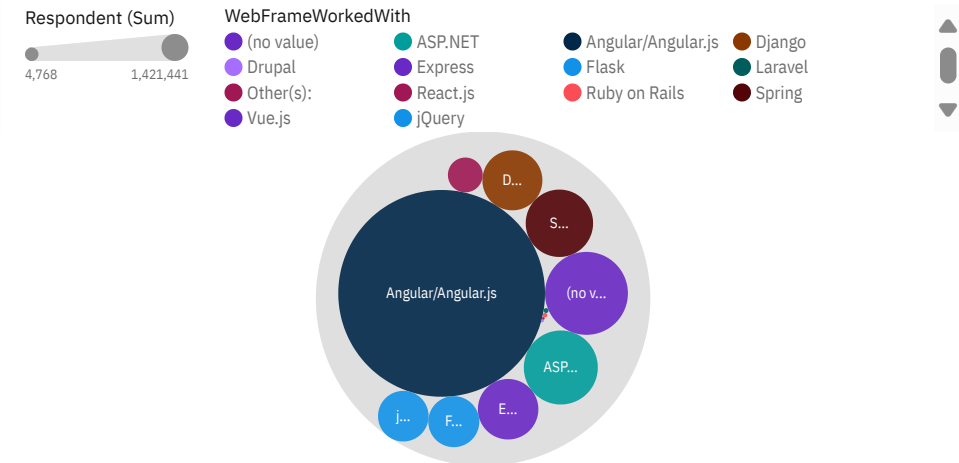 Respondent (Sum)
4,768 1,421,441
WebFrameWorkedWith
(no value) ASP.NET Angular/Angular.js Django
Drupal Express Flask Laravel
Other(s): React.js Ruby on Rails Spring
Vue.js jQuery
D...
S...
Angular/Angular.js
(no v...
ASP...
E...
j...
F...